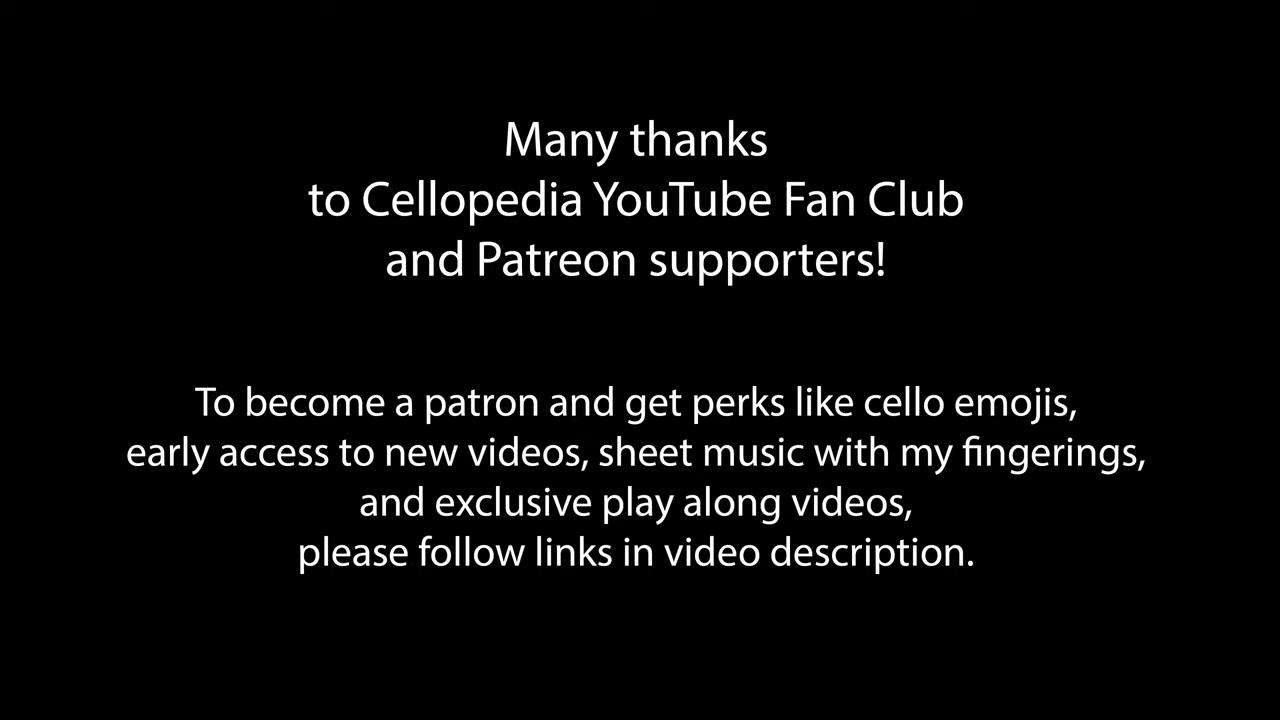 Many thanks
to Cellopedia YouTube Fan Club
and Patreon supporters!
To become a patron and get perks like cello emojis,
early access to new videos, sheet music with my fingerings,
and exclusive play along videos,
please follow links in video description.